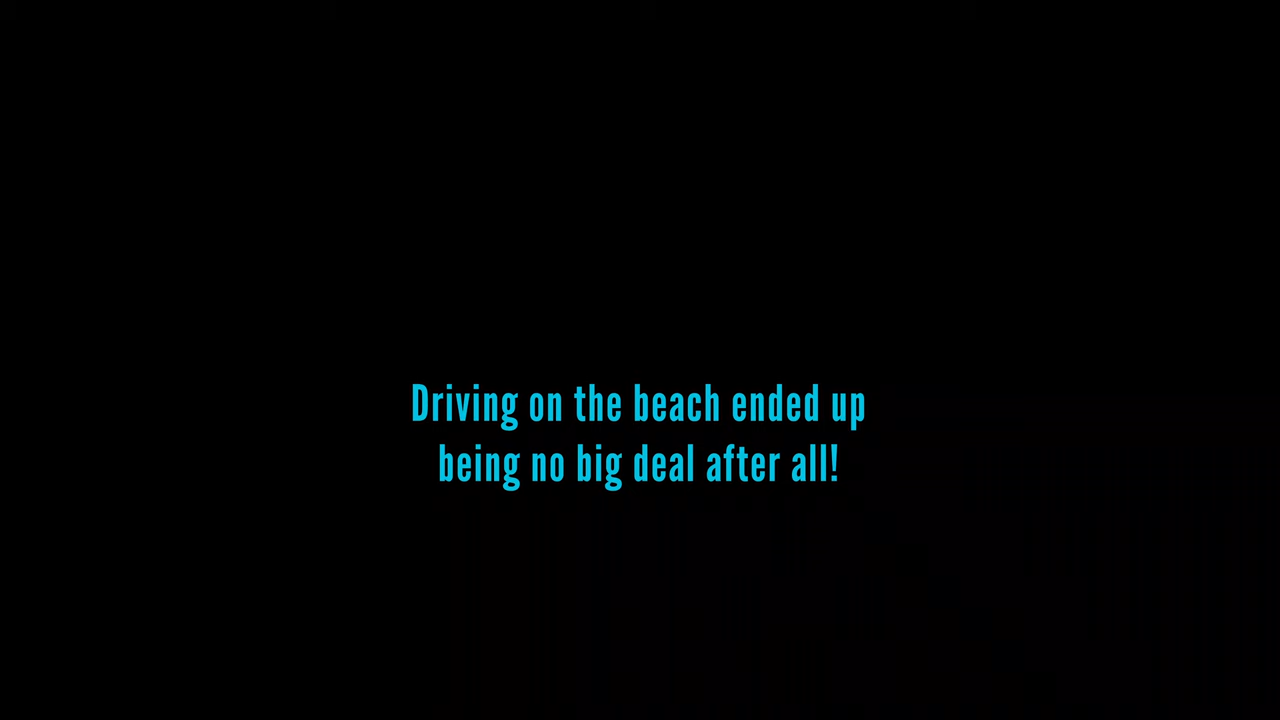 Driving on the beach ended up
being no big deal after all!